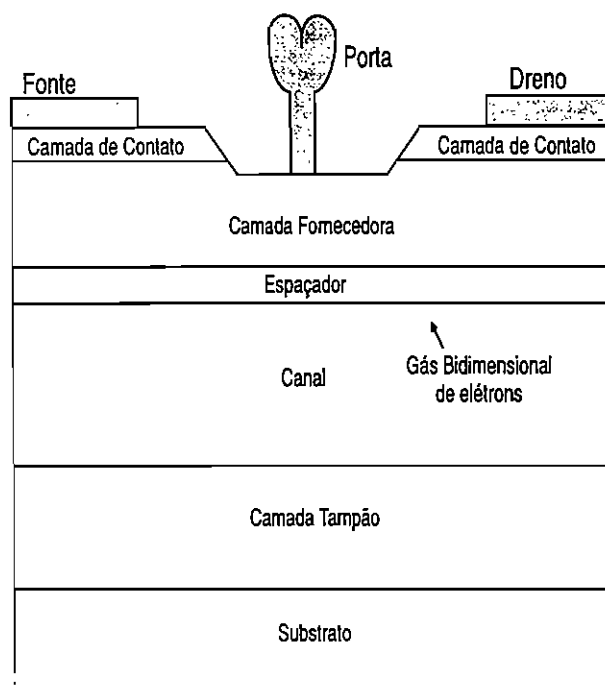 Porta
Fonte
Dreno
Camada de Contato
Camada de Contato
Camada Fornecedora
Espaçador
Canal
Gás Bidimensional
de elétrons
Camada Tampão
Substrato